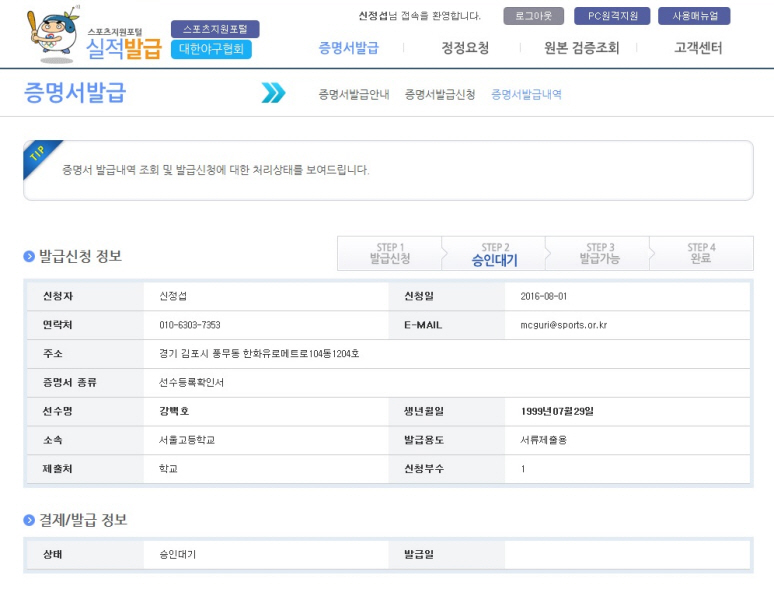 신정섭님 접속을 환영합니다. 로그아웃 PC원격지원 사용매뉴얼
스포츠지원포털
실적발급
스포츠지원포털
대한야구협회
증명서발급 정정요청 원본 검증조회 고객센터
증명서발급
증명서발급안내 증명서발급신청 증명서발급내역
TIP
증명서 발급내역 조회 및 발급신청에 대한 처리상태를 보여드립니다.
발급신청 정보
STEP 1 STEP 2 STEP 3 STEP 4
발급신청 승인대기 발급가능 완료
신청자 신정섭 신청일 2016-08-01
연락처 010-6303-7353 E-MAIL mcguri@sports.or.kr
주소 경기 김포시 풍무동 한화유로메트로104동1204호
증명서 종류 선수등록확인서
선수명 강백호 생년월일 1999년07월29일
소속 서울고등학교 발급용도 서류제출용
제출처 학교 신청부수 1
결제/발급 정보
상태 승인대기 발급일